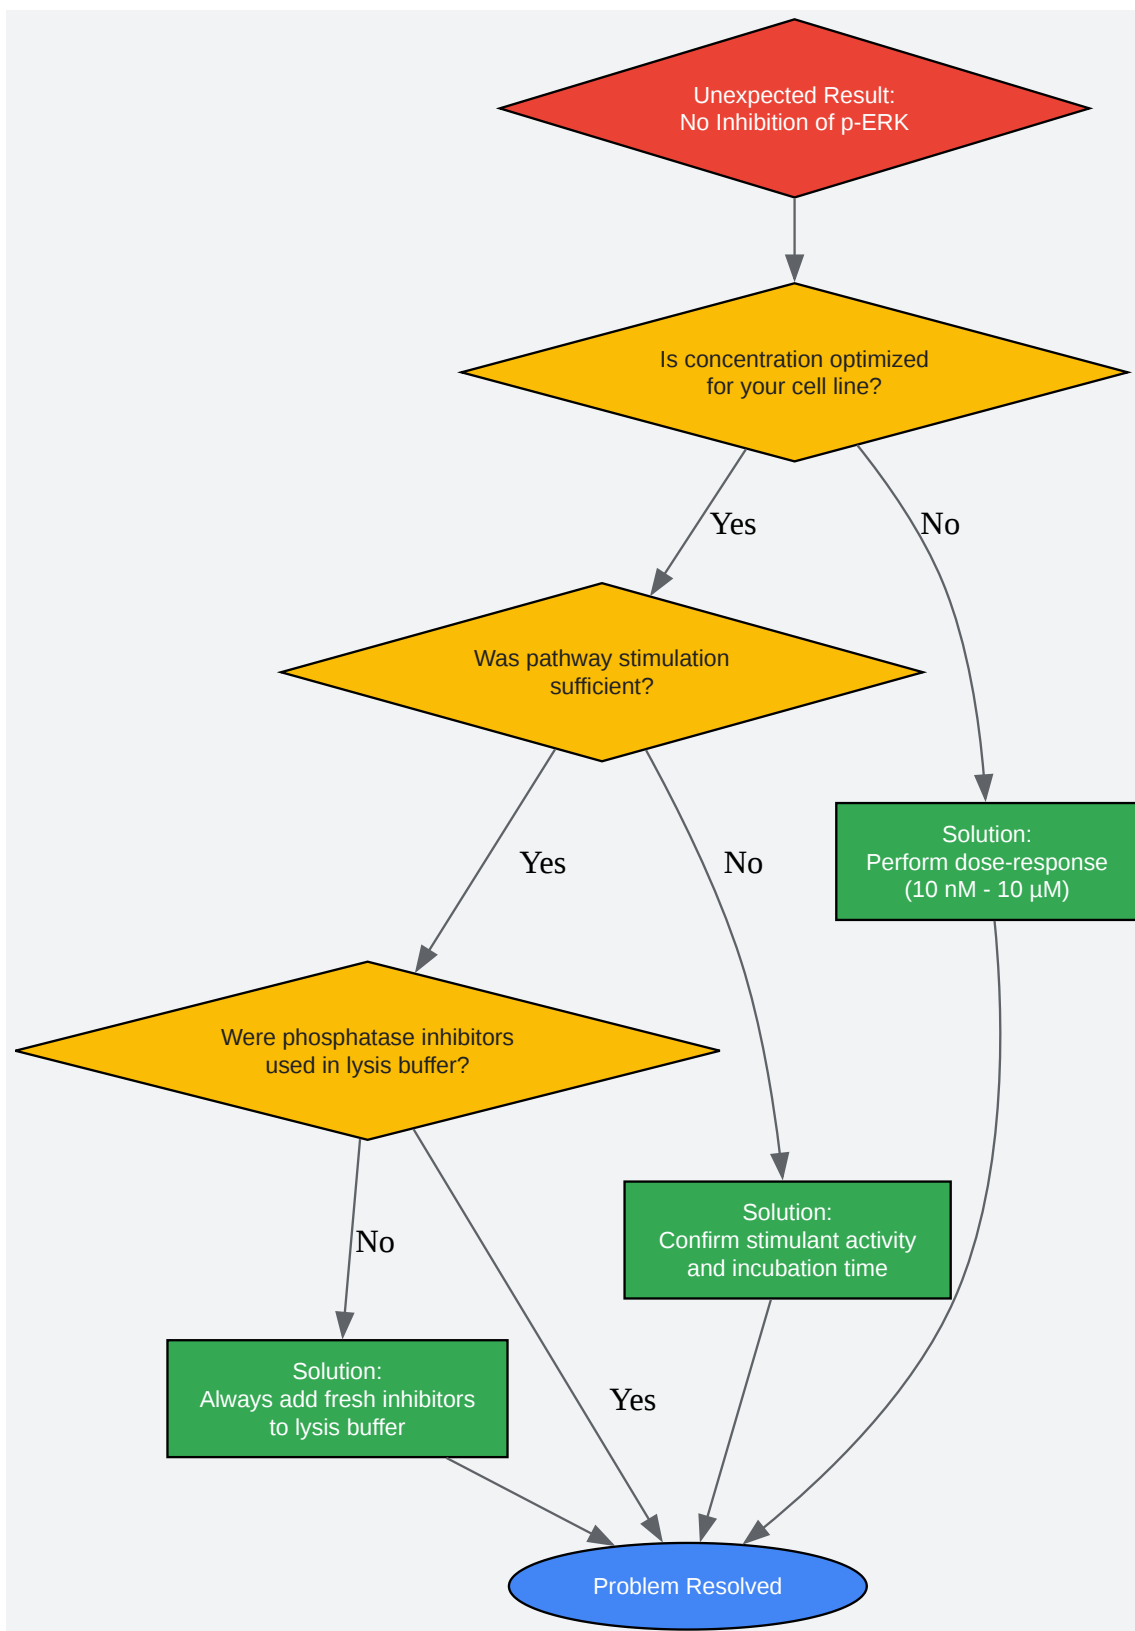 Unexpected Result:
No Inhibition of p-ERK
Is concentration optimized
for your cell line?
Yes
No
Was pathway stimulation
sufficient?
Yes
No
Solution:
Perform dose-response
(10 nM - 10 µM)
Were phosphatase inhibitors
used in lysis buffer?
No
Yes
Solution:
Confirm stimulant activity
and incubation time
Solution:
Always add fresh inhibitors
to lysis buffer
Problem Resolved